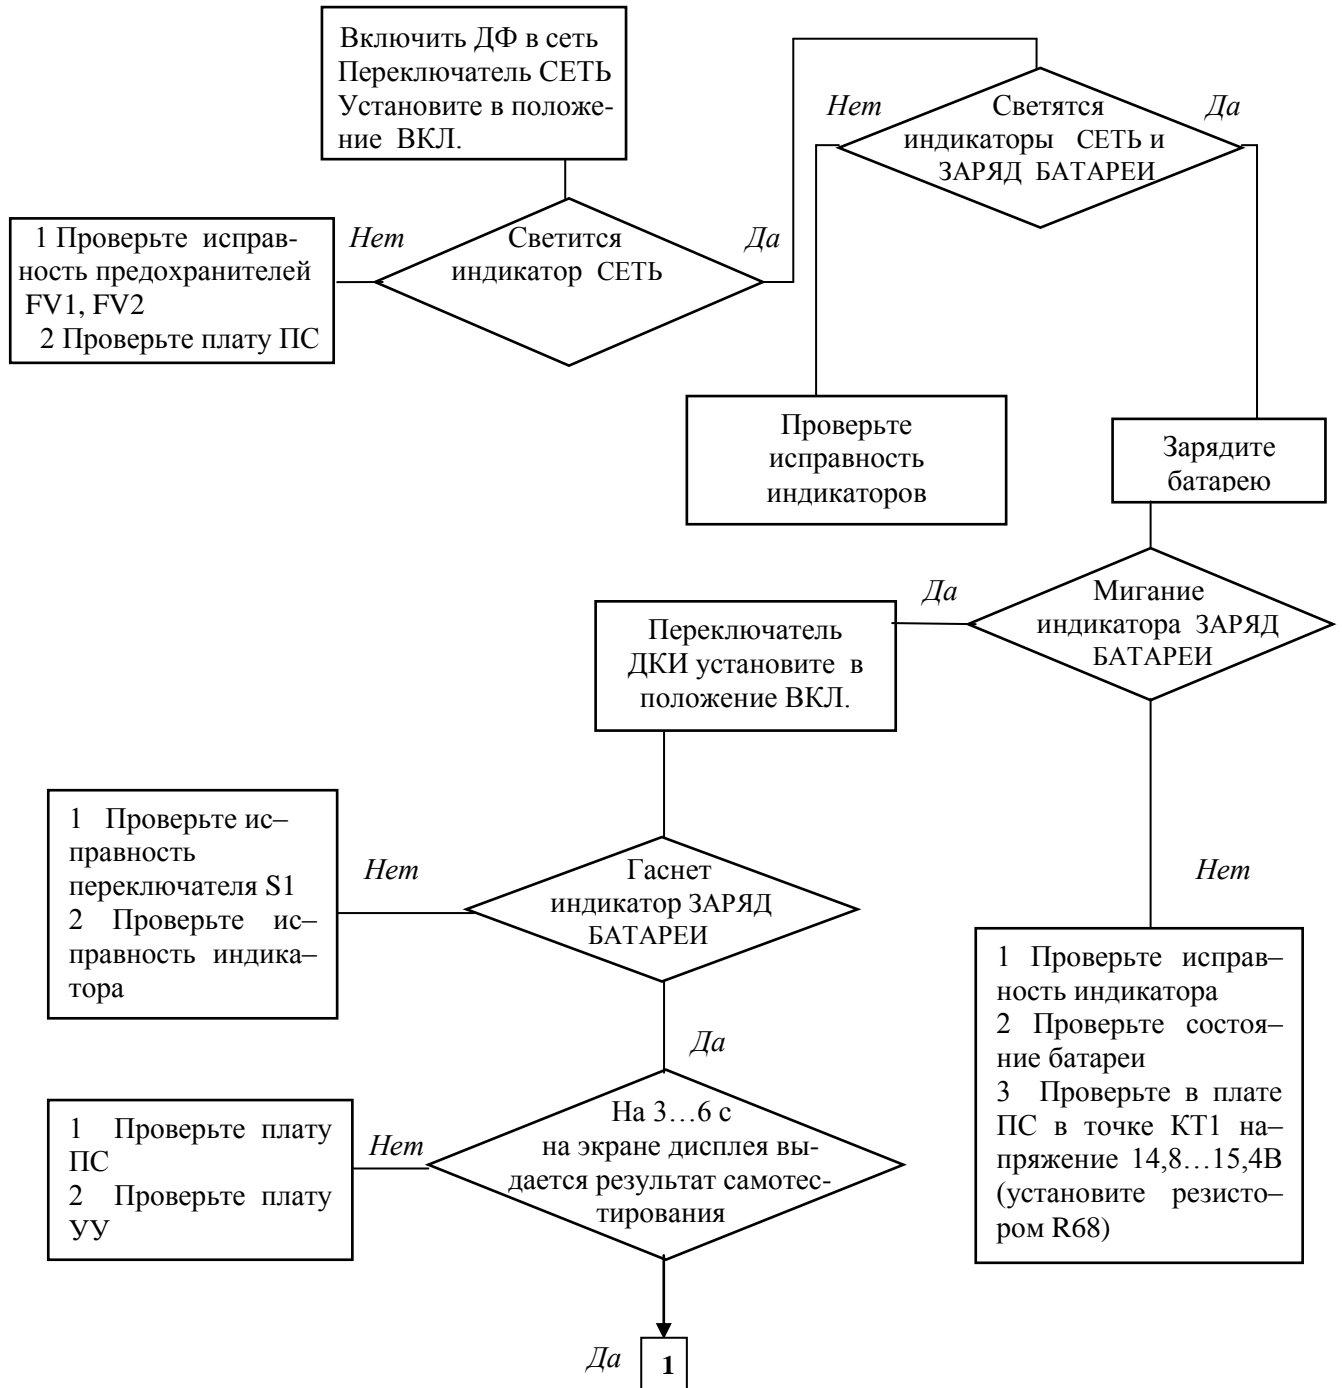 Включить ДФ в сеть
Переключатель СЕТЬ
Установите в положе-
ние ВКЛ.
Нет
Светятся
индикаторы СЕТЬ и
ЗАРЯД БАТАРЕИ
Да
1 Проверьте исправ-
ность предохранителей
FV1, FV2
2 Проверьте плату ПС
Нет
Светится
индикатор СЕТЬ
Да
Проверьте
исправность
индикаторов
Зарядите
батарею
Переключатель
ДКИ установите в
положение ВКЛ.
Да
Мигание
индикатора ЗАРЯД
БАТАРЕИ
1 Проверьте ис–
правность
переключателя S1
2 Проверьте ис–
правность индика–
тора
Нет
Гаснет
индикатор ЗАРЯД
БАТАРЕИ
Нет
1 Проверьте исправ–
ность индикатора
2 Проверьте состоя–
ние батареи
3 Проверьте в плате
ПС в точке КТ1 на–
пряжение 14,8…15,4В
(установите резисто–
ром R68)
Да
1 Проверьте плату
ПС
2 Проверьте плату
УУ
Нет
На 3…6 с
на экране дисплея вы-
дается результат самотес-
тирования
Да
1